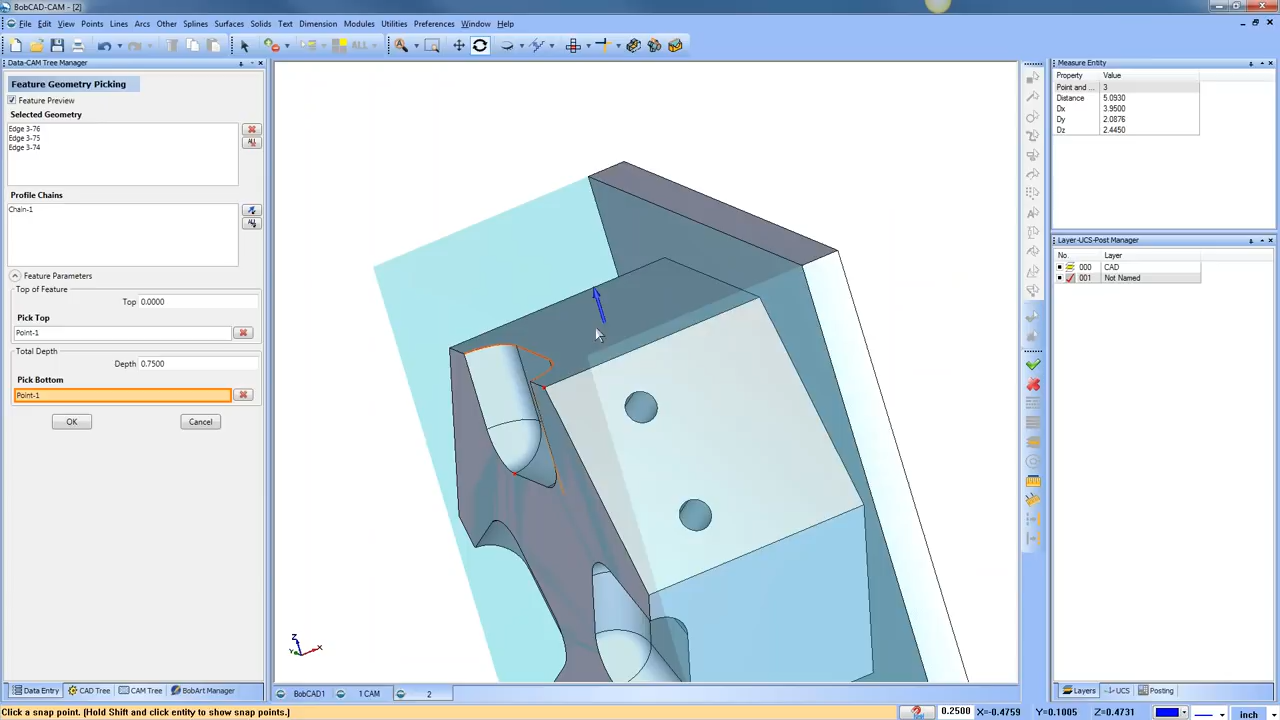 BobCAD-CAM - [2]
File Edit View Points Lines Arcs Other Splines Surfaces Solids Text Dimension Modules Utilities Preferences Window Help
ALL
Data-CAM Tree Manager
Feature Geometry Picking
Feature Preview
Selected Geometry
Edge 3-76
Edge 3-75
Edge 3-74
Profile Chains
Chain-1
Feature Parameters
Top of Feature
Top 0.0000
Pick Top
Point-1
Total Depth
Depth 0.7500
Pick Bottom
Point-1
OK Cancel
Data Entry CAD Tree CAM Tree BobArt Manager
Z
Y X
BobCAD1 1 CAM 2
Measure Entity
Property Value
Point and ... 3
Distance 5.0930
Dx 3.9500
Dy 2.0876
Dz 2.4450
Layer-UCS-Post Manager
No. Layer
000 CAD
001 Not Named
Layers UCS Posting
Click a snap point. [Hold Shift and click entity to show snap points.]
0.2500 X=-0.4759 Y=0.1005 Z=0.4731 inch